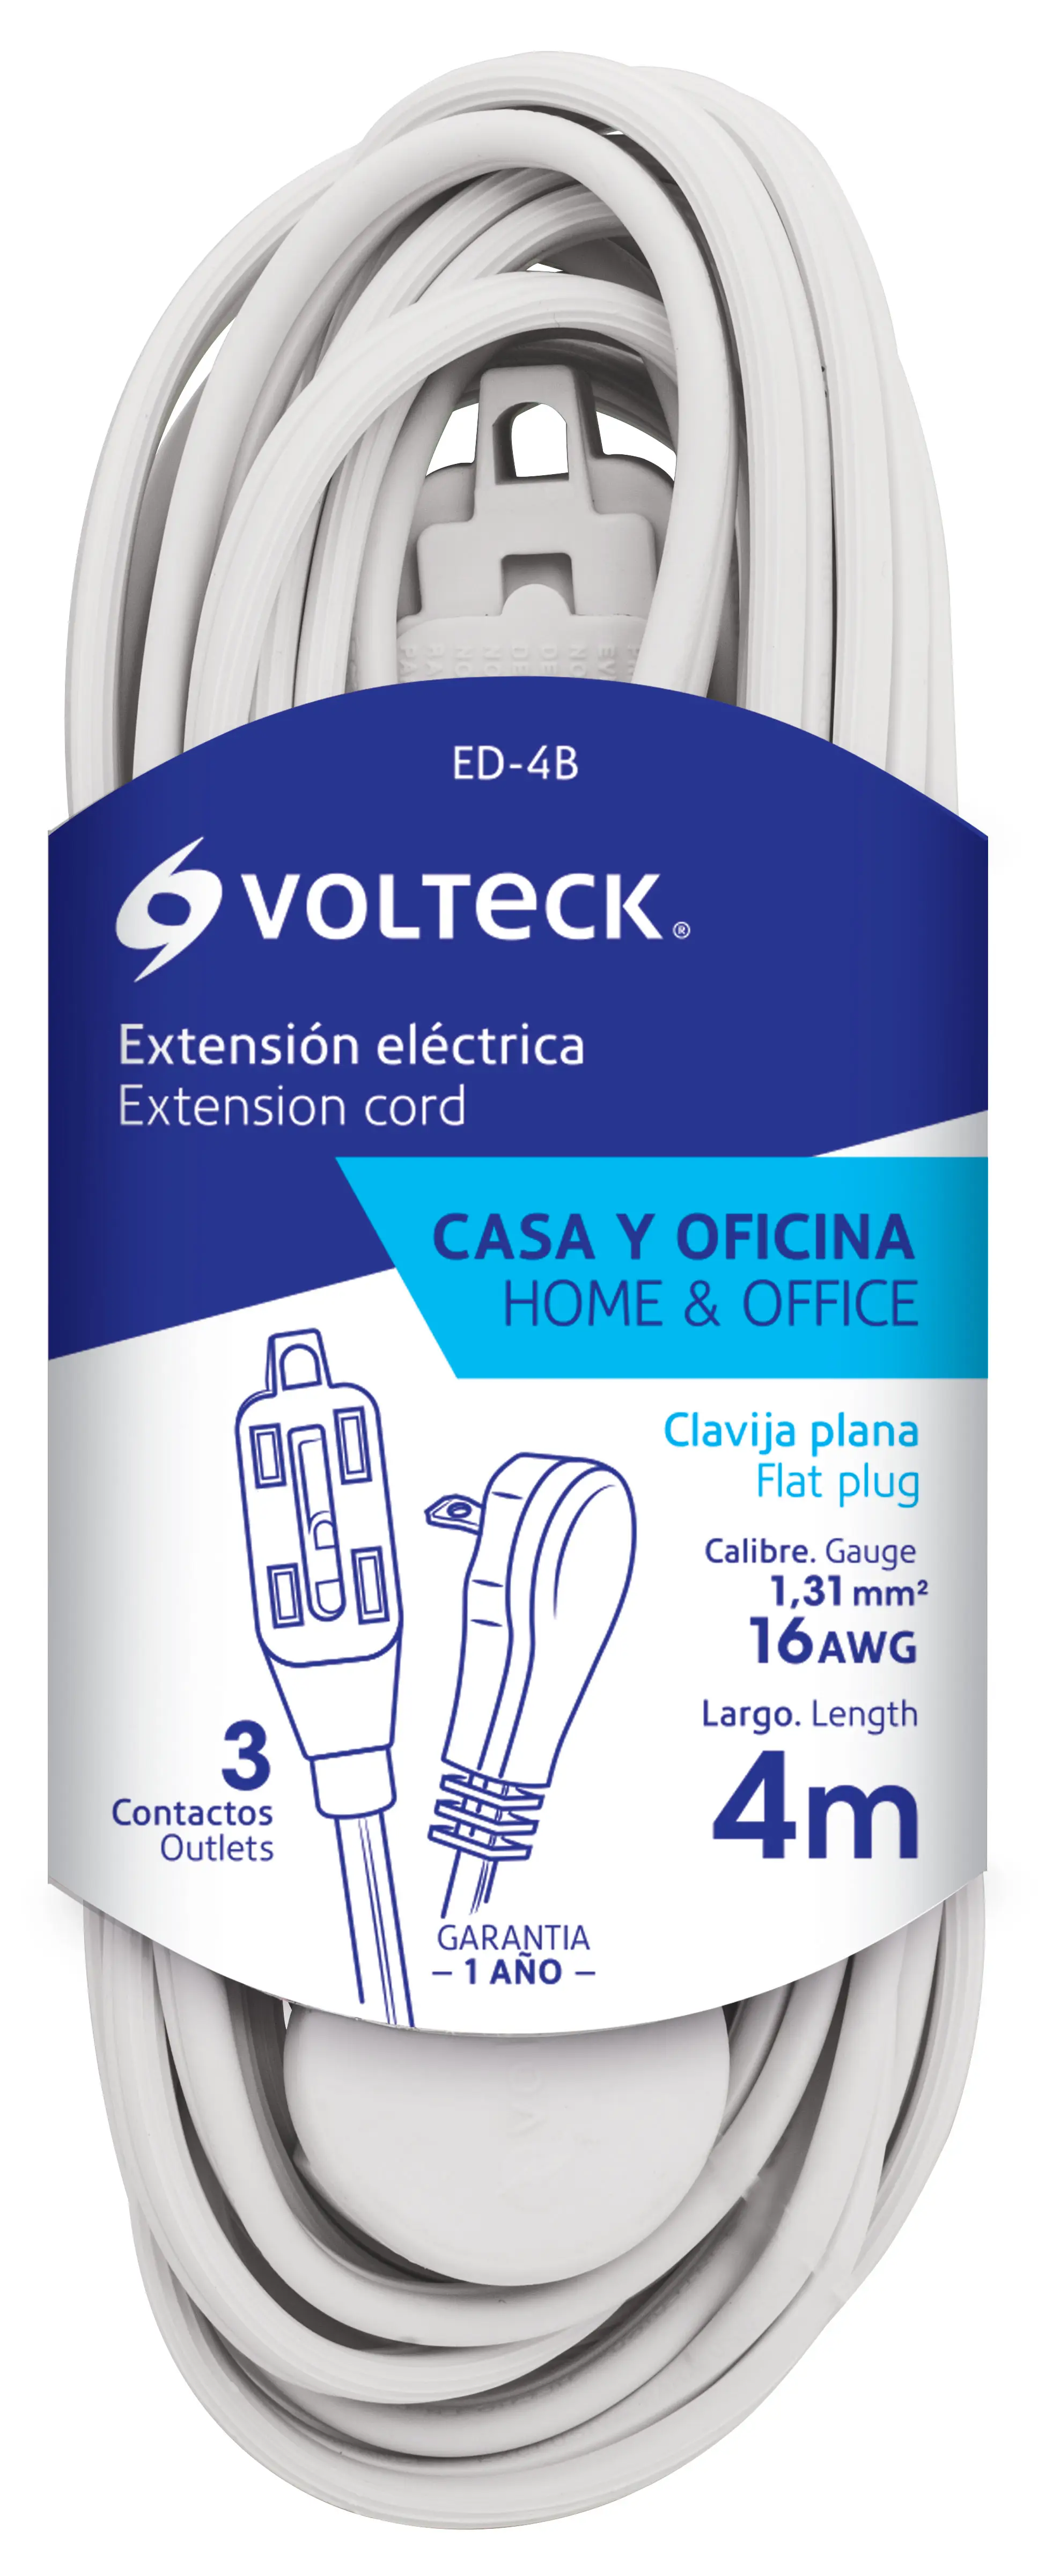 ED-4B
VOLTECK®
Extensión eléctrica
Extension cord
CASA Y OFICINA
HOME & OFFICE
Clavija plana
Flat plug
Calibre. Gauge
1,31 mm²
16 AWG
Largo. Length
4m
3
Contactos
Outlets
GARANTIA
– 1 AÑO –